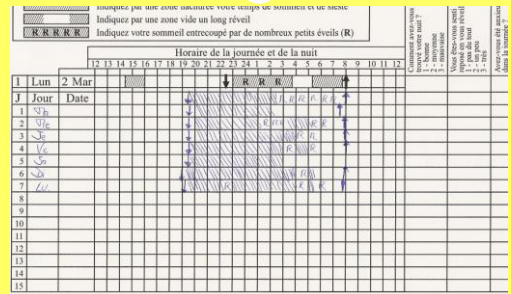 Indiquez par une zone hachurée votre temps de sommeil et de sieste
Indiquez par une zone vide un long réveil
R R R R R Indiquez votre sommeil entrecoupé par de nombreux petits éveils (R)
Horaire de la journée et de la nuit
12 13 14 15 16 17 18 19 20 21 22 23 24 1 2 3 4 5 6 7 8 9 10 11 12
Comment avez-vous trouvé votre nuit ?
1 - bonne
2 - moyenne
3 - mauvaise
Vous êtes-vous senti reposé en vous réveil
1 - pas du tout
2 - un peu
3 - très
Avez-vous été anxieu dans la journée ?
1 Lun 2 Mar R R R
J Jour Date R R R R
1
2 R R R R R R
3 Je R R
4 Ve R R R
5
6 Di R R
7 Lu R R R
8
9
10
11
12
13
14
15